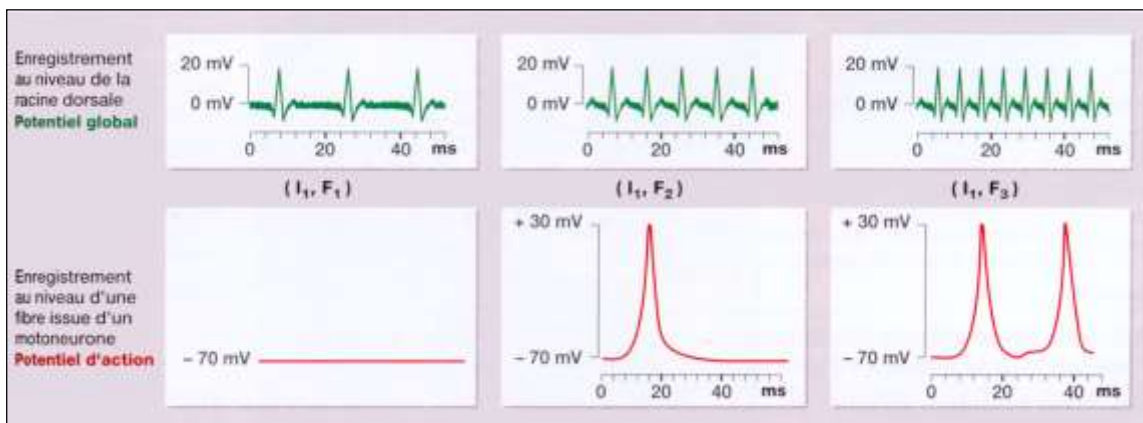 Enregistrement
au niveau de la
racine dorsale
Potentiel global
20 mV
0 mV
0 20 40 ms
20 mV
0 mV
0 20 40 ms
20 mV
0 mV
0 20 40 ms
( I₁, F₁ )
( I₁, F₂ )
( I₁, F₃ )
Enregistrement
au niveau d'une
fibre issue d'un
motoneurone
Potentiel d'action
– 70 mV
+ 30 mV
– 70 mV
0 20 40 ms
+ 30 mV
– 70 mV
0 20 40 ms